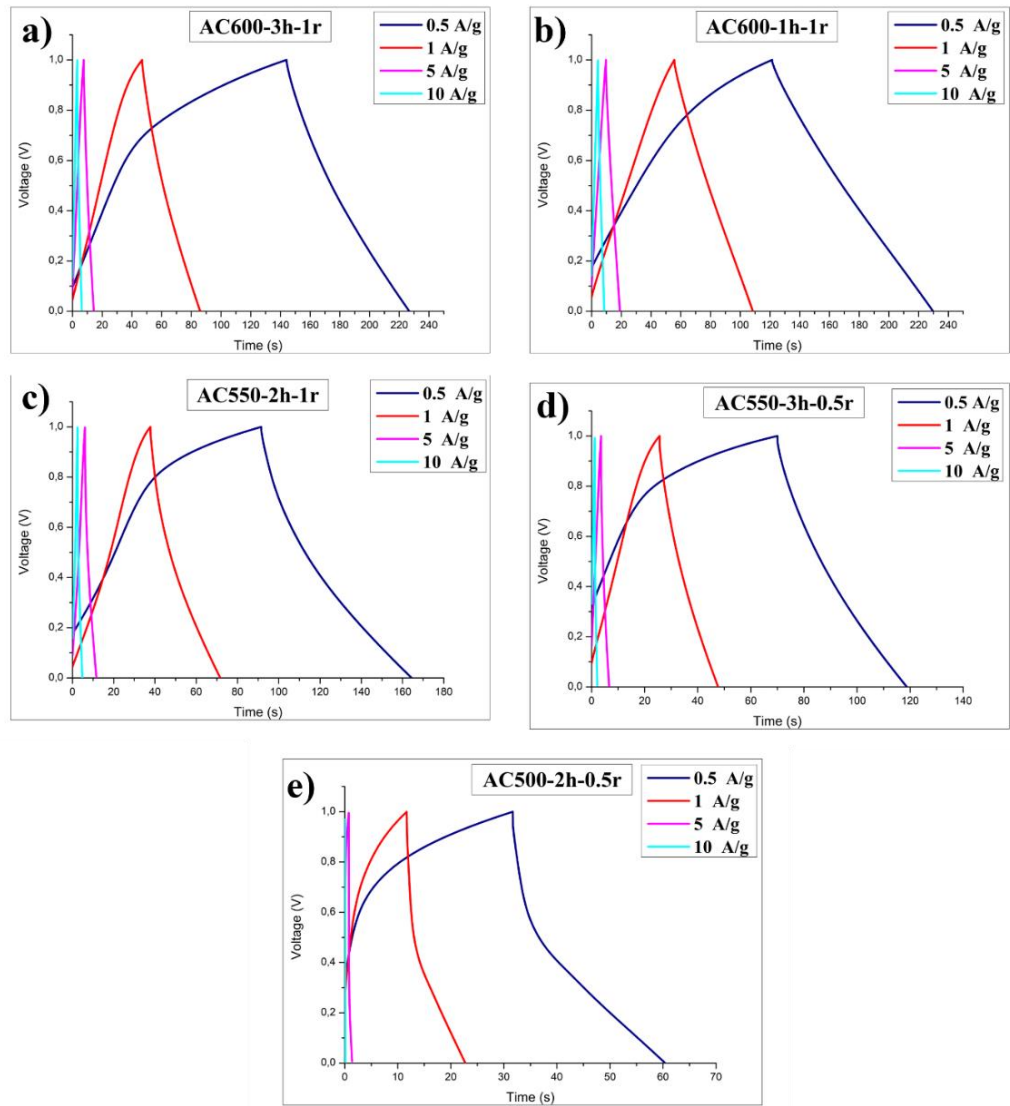 a)
AC600-3h-1r
0.5 A/g
1 A/g
5 A/g
10 A/g
1,0
0,8
0,6
0,4
0,2
0,0
Voltage (V)
0 20 40 60 80 100 120 140 160 180 200 220 240
Time (s)
b)
AC600-1h-1r
0.5 A/g
1 A/g
5 A/g
10 A/g
1,0
0,8
0,6
0,4
0,2
0,0
Voltage (V)
0 20 40 60 80 100 120 140 160 180 200 220 240
Time (s)
c)
AC550-2h-1r
0.5 A/g
1 A/g
5 A/g
10 A/g
1,0
0,8
0,6
0,4
0,2
0,0
Voltage (V)
0 20 40 60 80 100 120 140 160 180
Time (s)
d)
AC550-3h-0.5r
0.5 A/g
1 A/g
5 A/g
10 A/g
1,0
0,8
0,6
0,4
0,2
0,0
Voltage (V)
0 20 40 60 80 100 120 140
Time (s)
e)
AC500-2h-0.5r
0.5 A/g
1 A/g
5 A/g
10 A/g
1,0
0,8
0,6
0,4
0,2
0,0
Voltage (V)
0 10 20 30 40 50 60 70
Time (s)